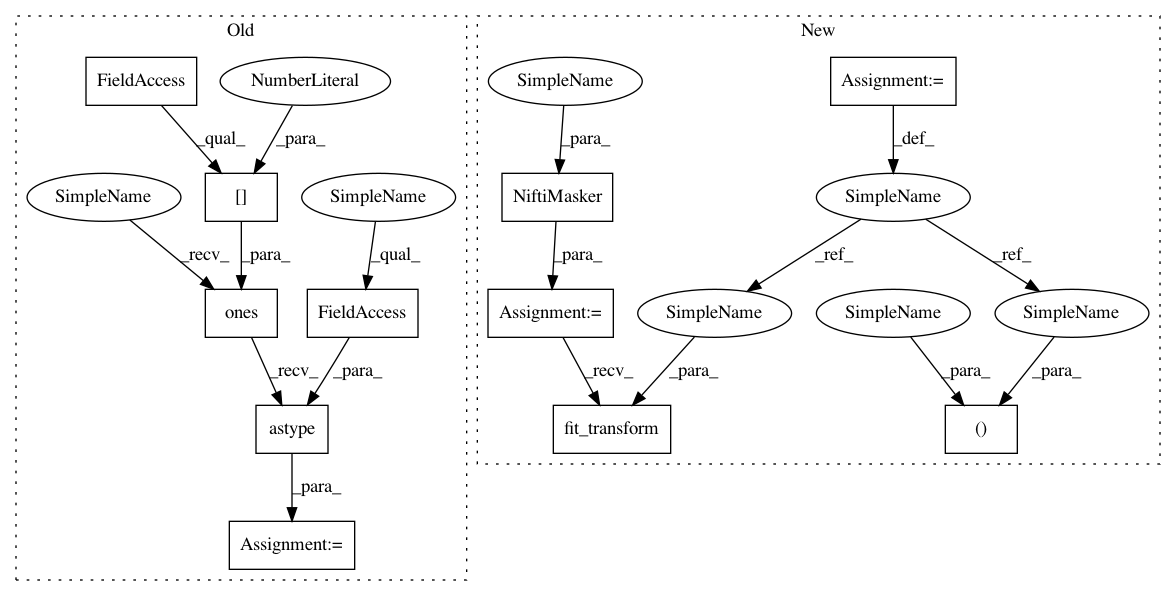 Old
New
FieldAccess
NumberLiteral
SimpleName
Assignment:=
_qual_
_para_
_para_
_def_
SimpleName
[]
SimpleName
NiftiMasker
SimpleName
_recv_
_para_
_qual_
_para_
_ref_
_ref_
ones
FieldAccess
Assignment:=
SimpleName
SimpleName
SimpleName
_recv_
_para_
_recv_
_para_
_para_
_para_
astype
fit_transform
()
_para_
Assignment:=